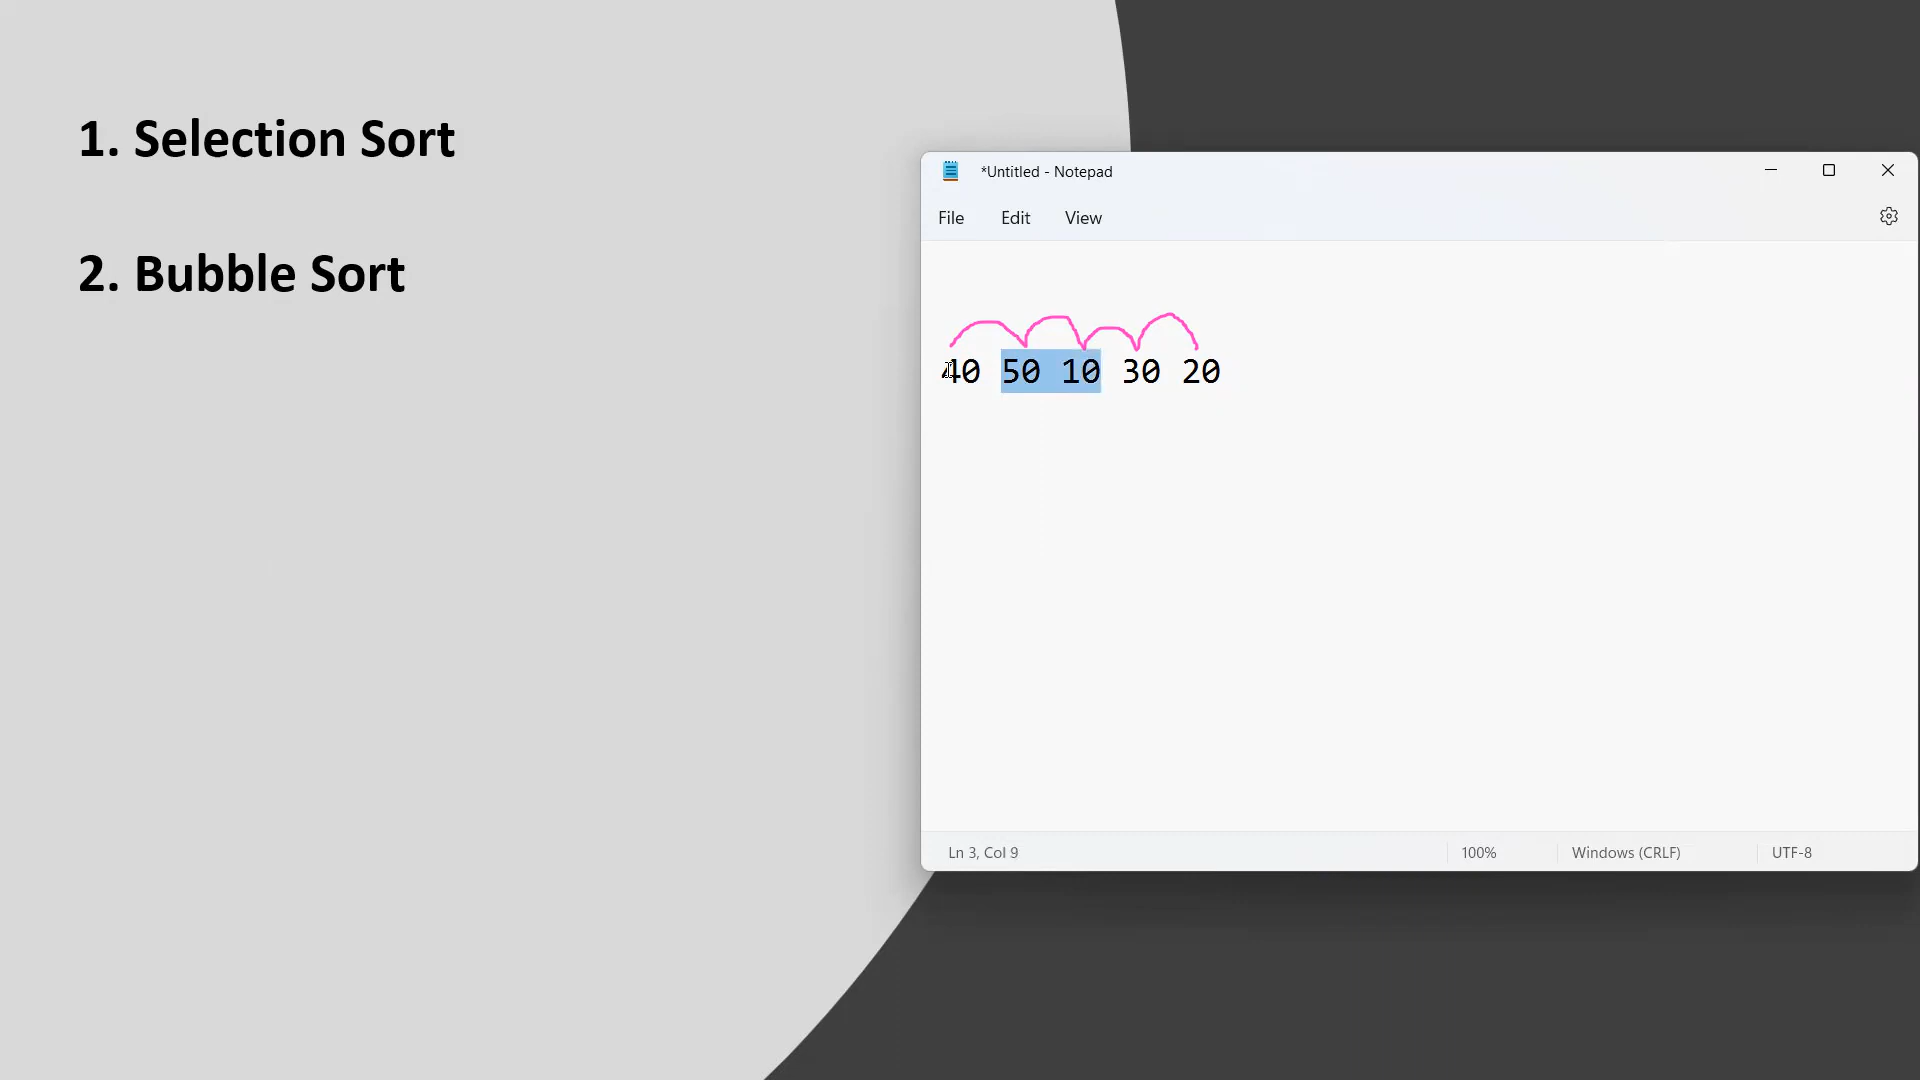 1. Selection Sort
2. Bubble Sort
*Untitled - Notepad
File Edit View
40 50 10 30 20
Ln 3, Col 9 100% Windows (CRLF) UTF-8